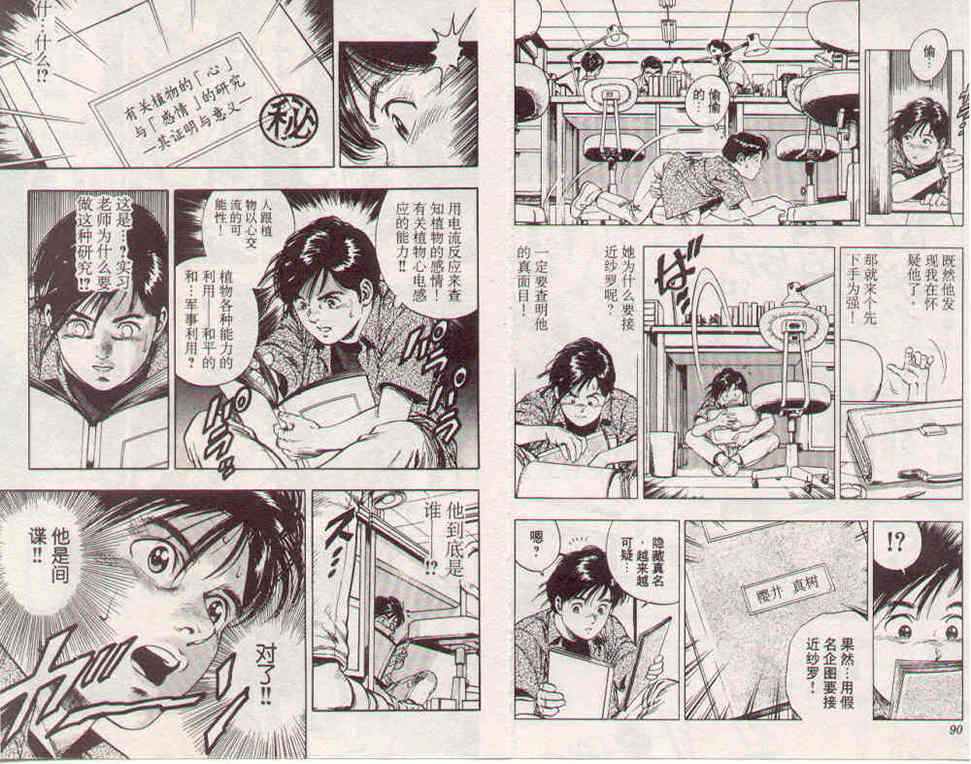 偷…
偷偷
的…
既然他发
现我在怀
疑他了。
那就来个先
下手为强！
ばっ
她为什么要接
近纱罗呢？
一定要查明他
的真面目！
!?
樱井 真树
果然…用假
名企图要接
近纱罗！
隐藏真名
，越来越
可疑…
嗯？
90
什…什么!?
有关植物的「心」
与「感情」的研究
—其证明与意义—
秘
用电流反应来查
知植物的感情！
有关植物心电感
应的能力!!
人跟植
物以心交
流的可
能性！
植物各种能力的
利用——和平的
和…军事利用？
这是…？实习
老师为什么要
做这种研究!?
他到底是
谁——!?
对了!!
他是间
谍!!